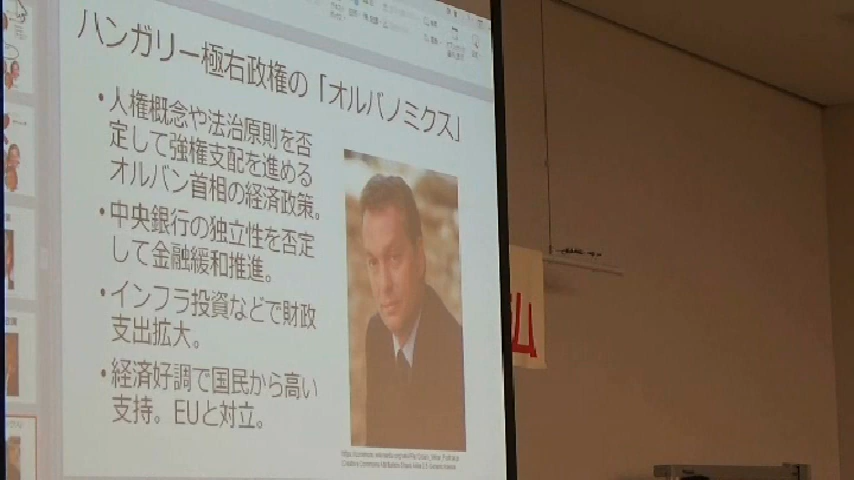 ハンガリー極右政権の「オルバノミクス」
・人権概念や法治原則を否
定して強権支配を進める
オルバン首相の経済政策。
・中央銀行の独立性を否定
して金融緩和推進。
・インフラ投資などで財政
支出拡大。
・経済好調で国民から高い
支持。EUと対立。